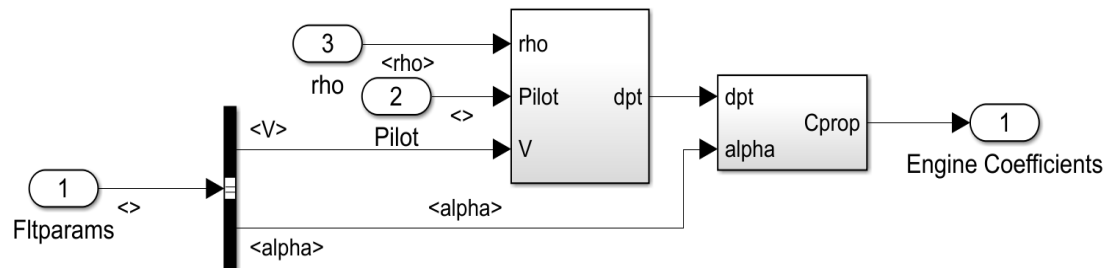 3
rho
<rho>
2
Pilot
<>
<V>
1
Fltparams
<>
<alpha>
<alpha>
rho
Pilot
V
dpt
dpt
alpha
Cprop
1
Engine Coefficients